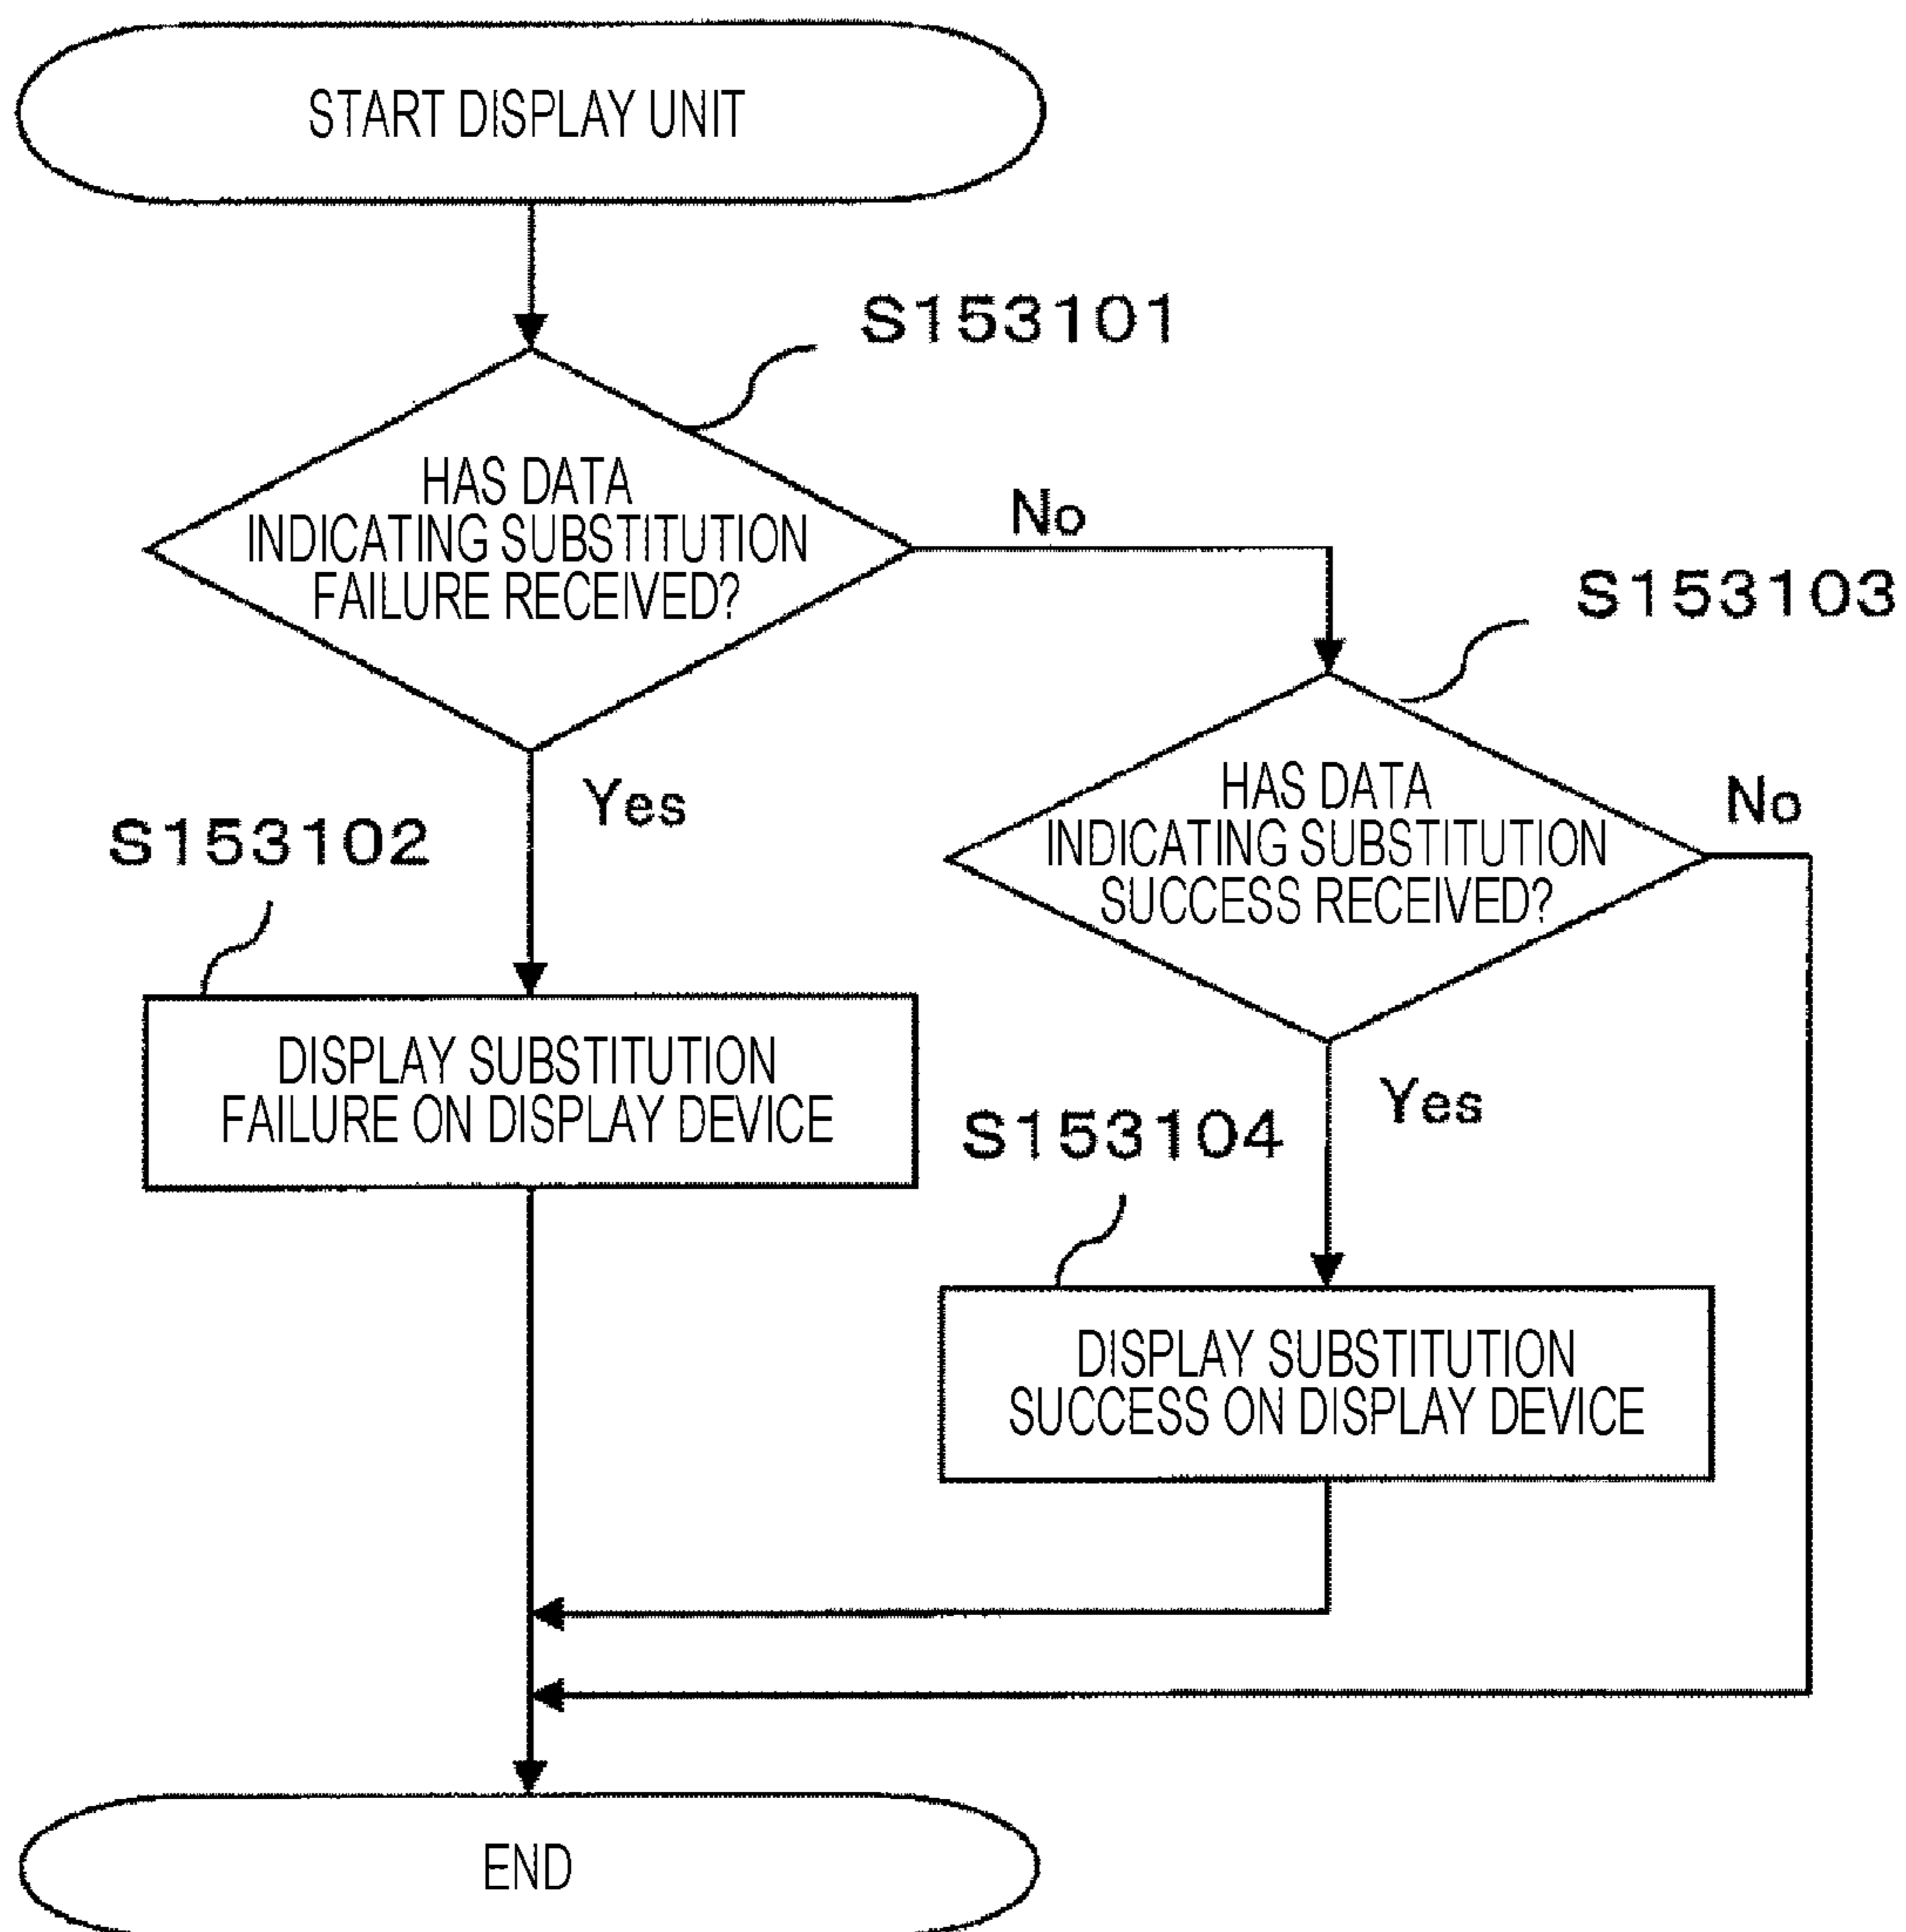 START DISPLAY UNIT
S153101
HAS DATA
INDICATING SUBSTITUTION
FAILURE RECEIVED?
No
S153103
Yes
HAS DATA
INDICATING SUBSTITUTION
SUCCESS RECEIVED?
No
S153102
DISPLAY SUBSTITUTION
FAILURE ON DISPLAY DEVICE
Yes
S153104
DISPLAY SUBSTITUTION
SUCCESS ON DISPLAY DEVICE
END